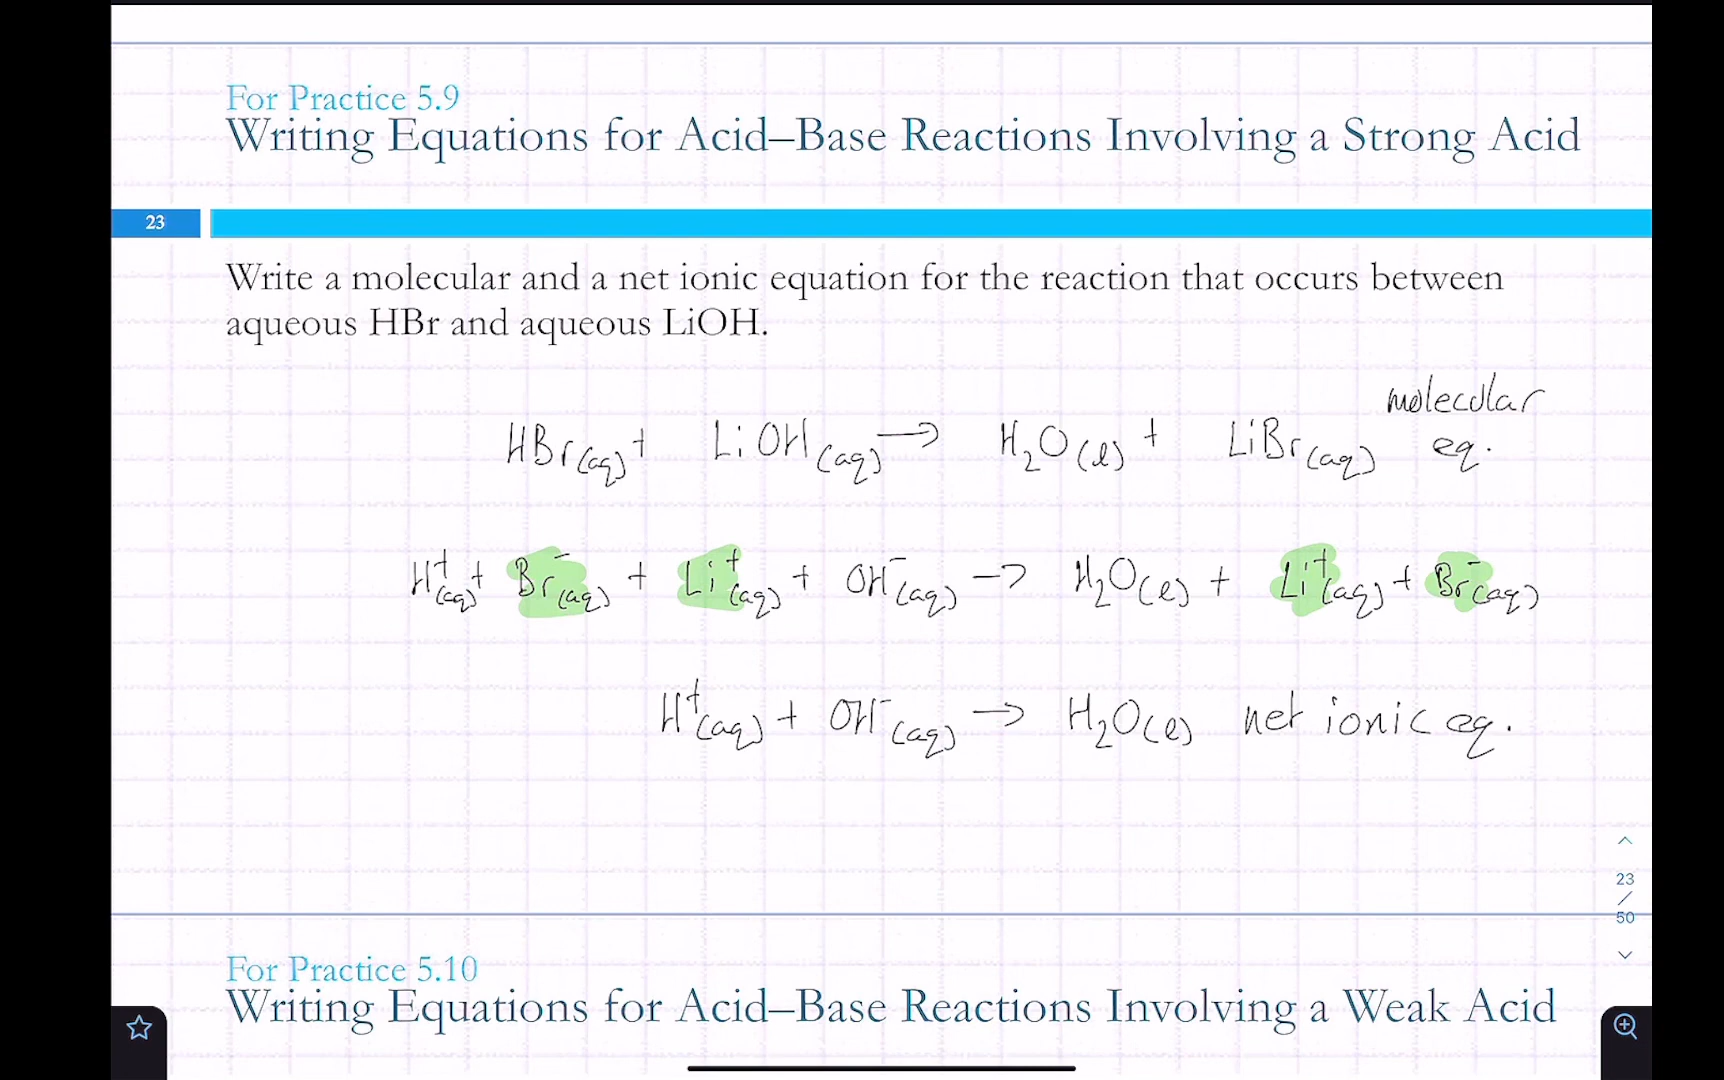 For Practice 5.9
Writing Equations for Acid–Base Reactions Involving a Strong Acid
23
Write a molecular and a net ionic equation for the reaction that occurs between
aqueous HBr and aqueous LiOH.
molecular
HBr(aq) + LiOH(aq) → H₂O(l) + LiBr(aq) eq.
H⁺(aq) + Br⁻(aq) + Li⁺(aq) + OH⁻(aq) → H₂O(l) + Li⁺(aq) + Br⁻(aq)
H⁺(aq) + OH⁻(aq) → H₂O(l) net ionic eq.
23
/
50
For Practice 5.10
Writing Equations for Acid–Base Reactions Involving a Weak Acid